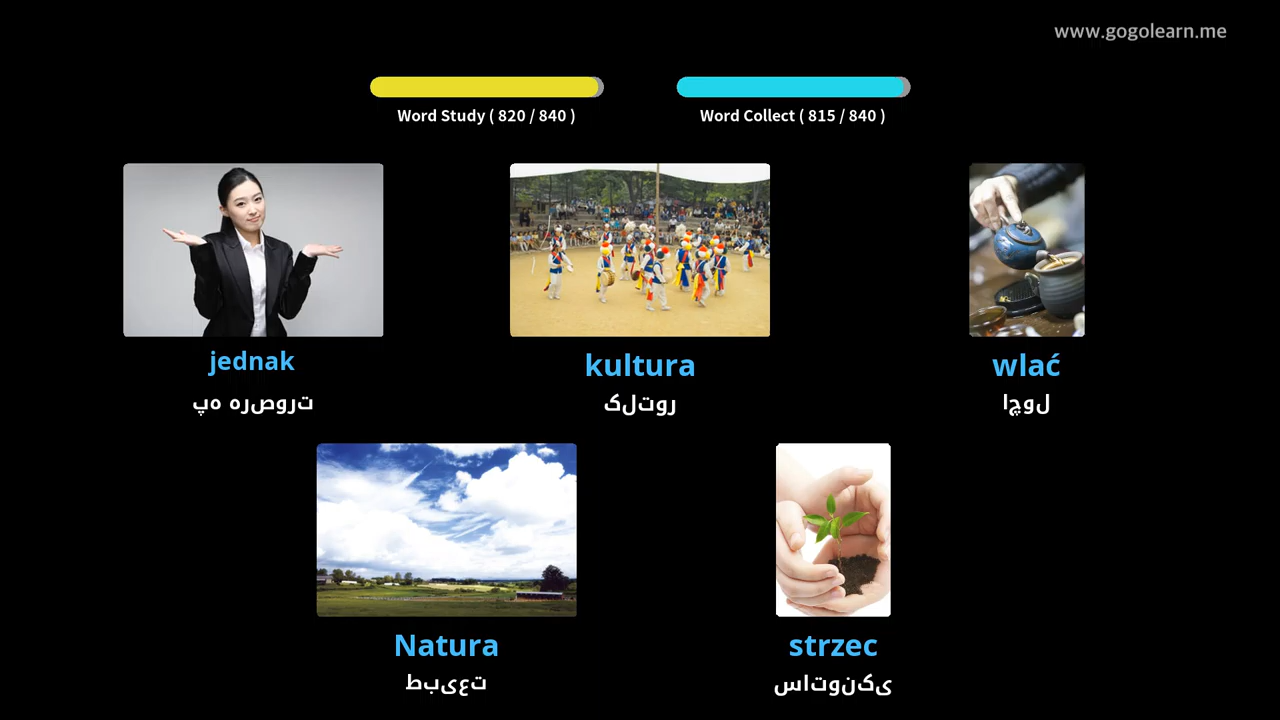 www.gogolearn.me
Word Study ( 820 / 840 )
Word Collect ( 815 / 840 )
jednak
kultura
wlać
په هرصورت
کلتور
اچول
Natura
strzec
طبیعت
ساتونکی